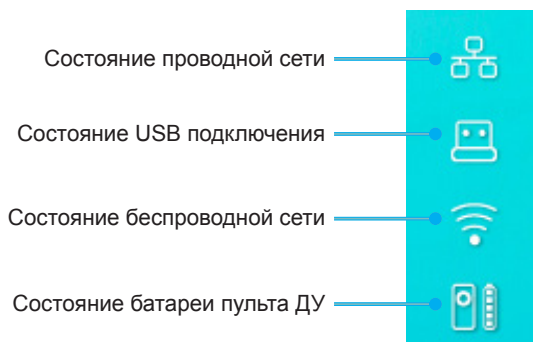 Состояние проводной сети
Состояние USB подключения
Состояние беспроводной сети
Состояние батареи пульта ДУ